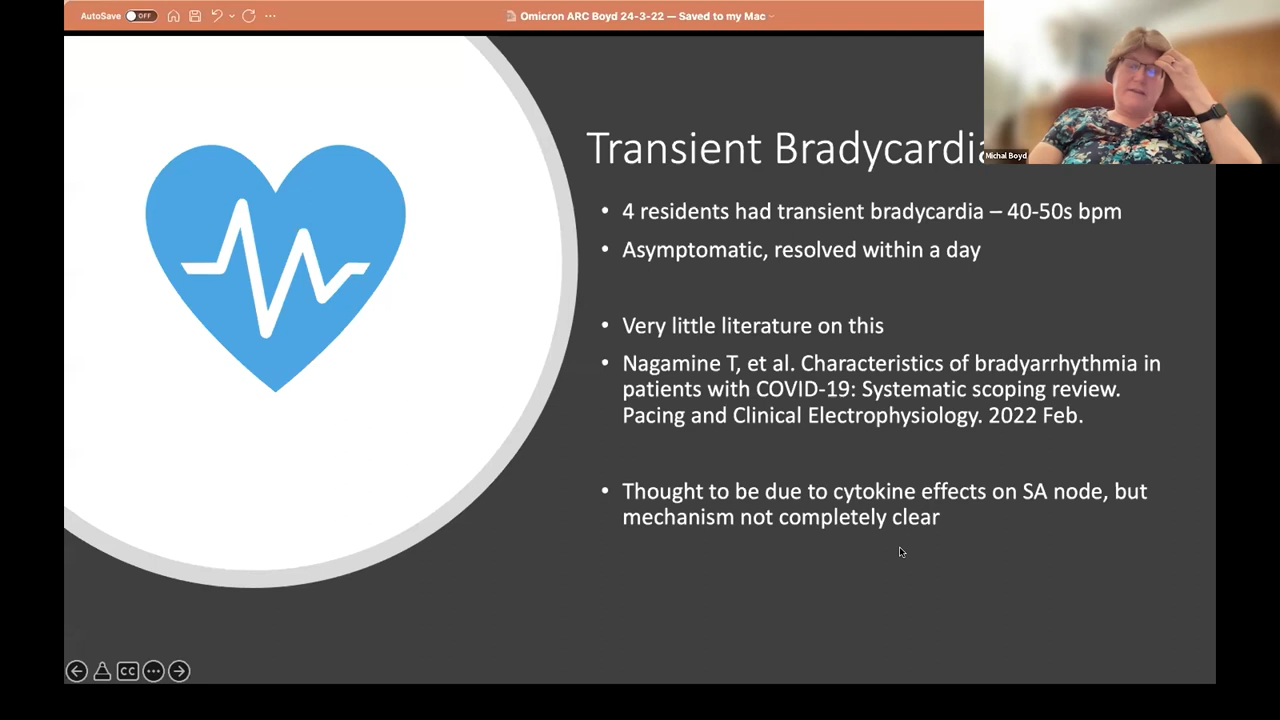 AutoSave OFF
Omicron ARC Boyd 24-3-22 — Saved to my Mac
Michal Boyd
Transient Bradycardia
• 4 residents had transient bradycardia – 40-50s bpm
• Asymptomatic, resolved within a day
• Very little literature on this
• Nagamine T, et al. Characteristics of bradyarrhythmia in
patients with COVID-19: Systematic scoping review.
Pacing and Clinical Electrophysiology. 2022 Feb.
• Thought to be due to cytokine effects on SA node, but
mechanism not completely clear
CC